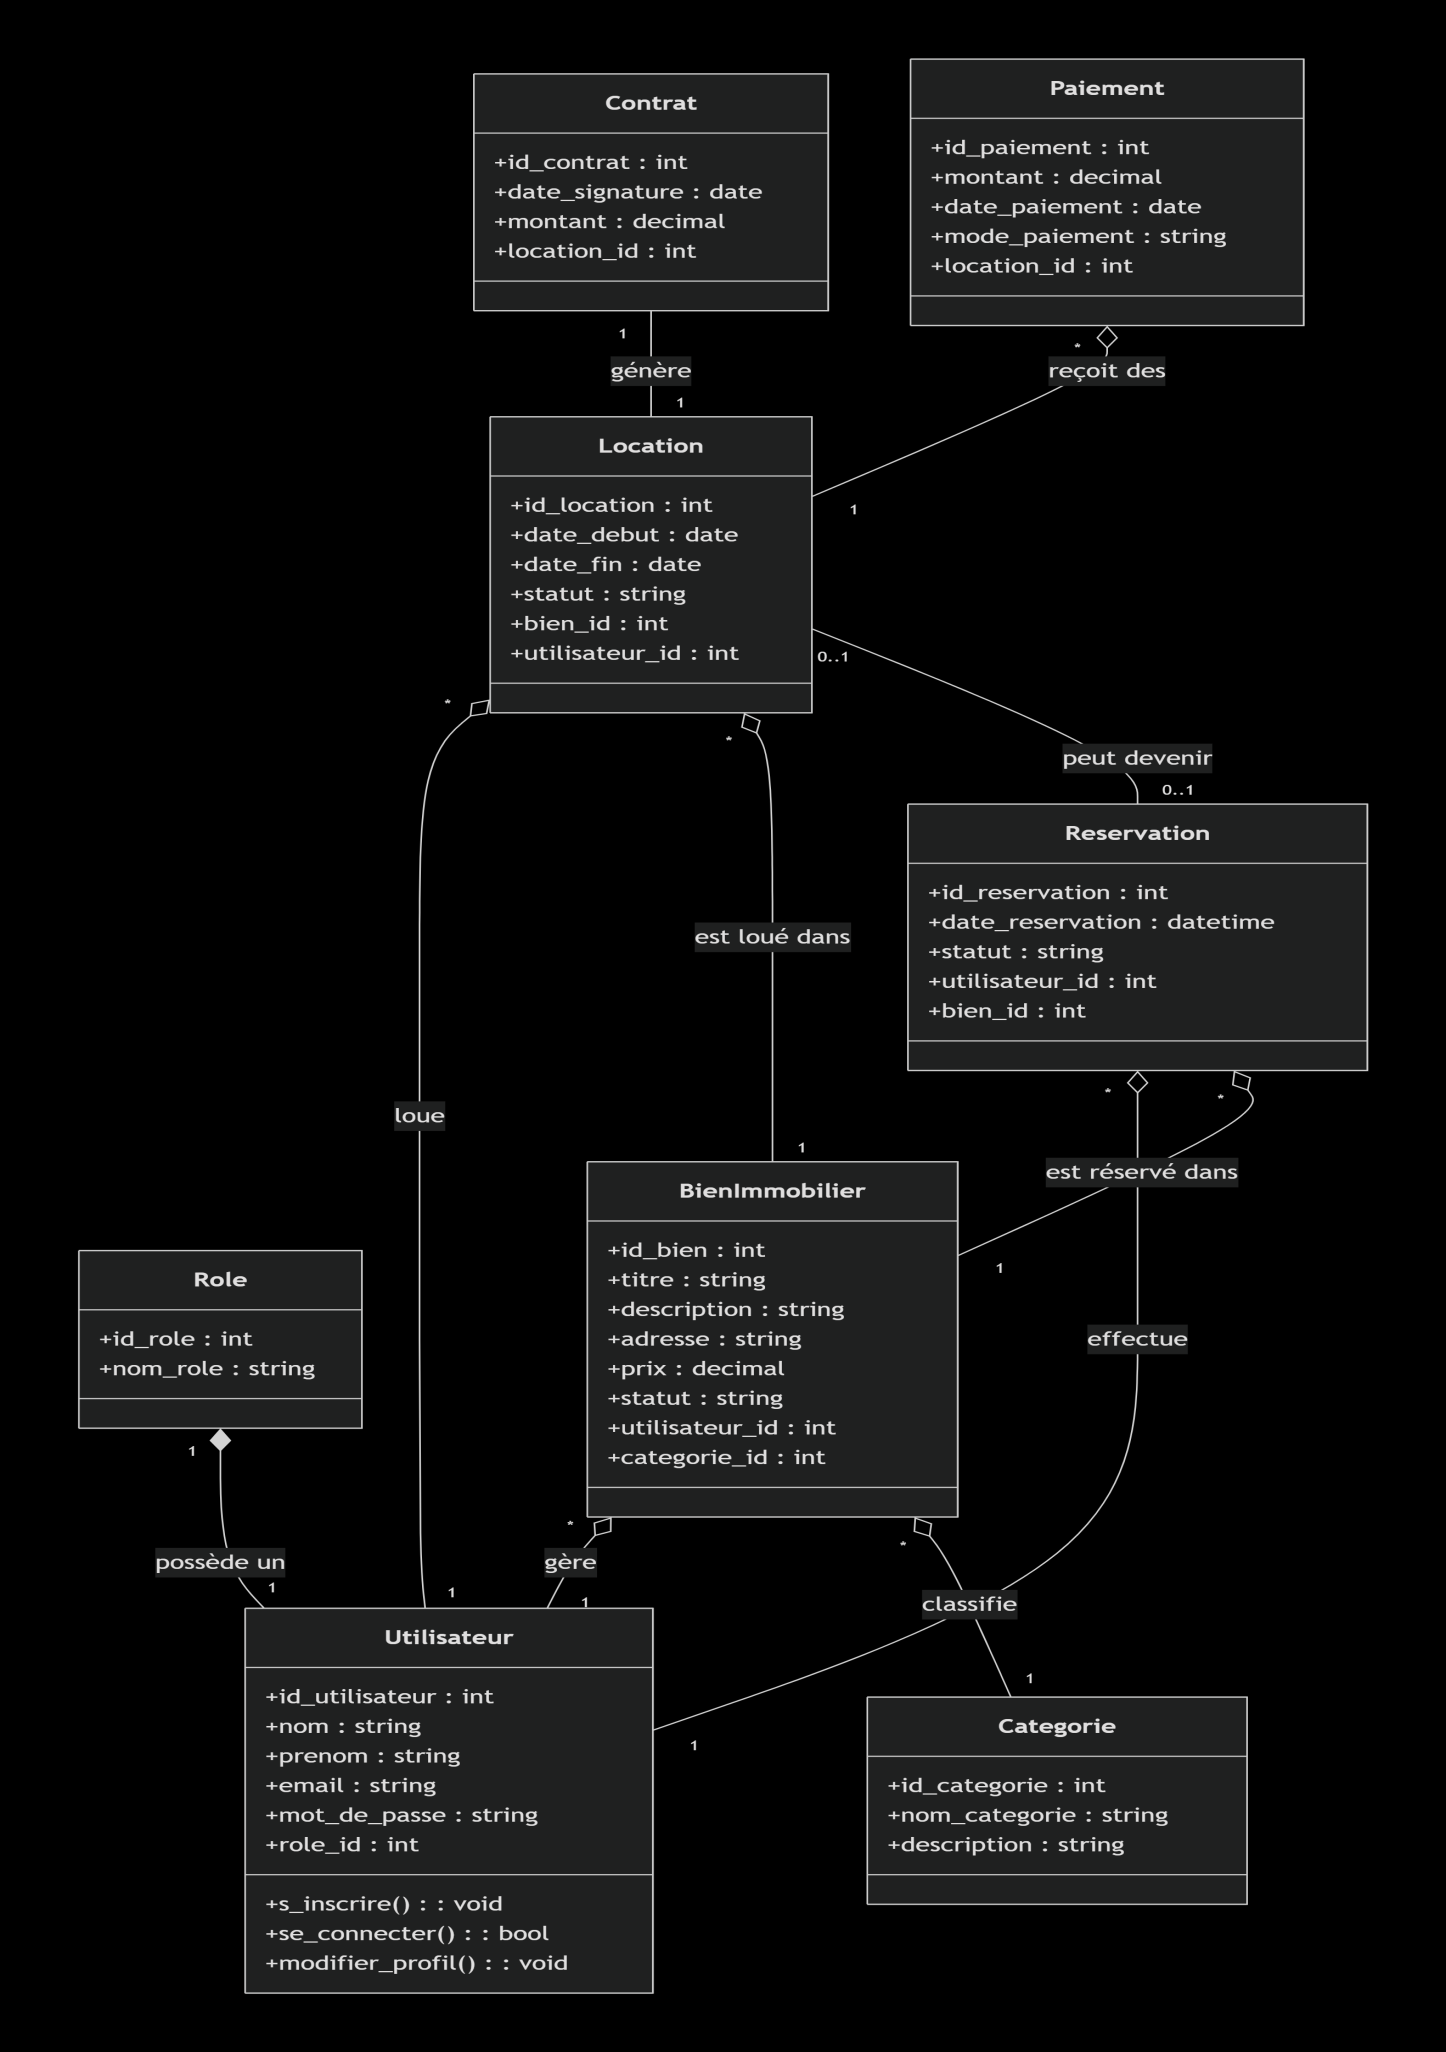 Contrat
+id_contrat : int
+date_signature : date
+montant : decimal
+location_id : int
Paiement
+id_paiement : int
+montant : decimal
+date_paiement : date
+mode_paiement : string
+location_id : int
1
génère
1
*
reçoit des
1
Location
+id_location : int
+date_debut : date
+date_fin : date
+statut : string
+bien_id : int
+utilisateur_id : int
0..1
peut devenir
0..1
*
*
Reservation
+id_reservation : int
+date_reservation : datetime
+statut : string
+utilisateur_id : int
+bien_id : int
est loué dans
loue
*
*
est réservé dans
1
1
BienImmobilier
+id_bien : int
+titre : string
+description : string
+adresse : string
+prix : decimal
+statut : string
+utilisateur_id : int
+categorie_id : int
Role
+id_role : int
+nom_role : string
effectue
1
possède un
1
1
*
gère
1
*
classifie
1
1
Utilisateur
+id_utilisateur : int
+nom : string
+prenom : string
+email : string
+mot_de_passe : string
+role_id : int
+s_inscrire() : : void
+se_connecter() : : bool
+modifier_profil() : : void
Categorie
+id_categorie : int
+nom_categorie : string
+description : string